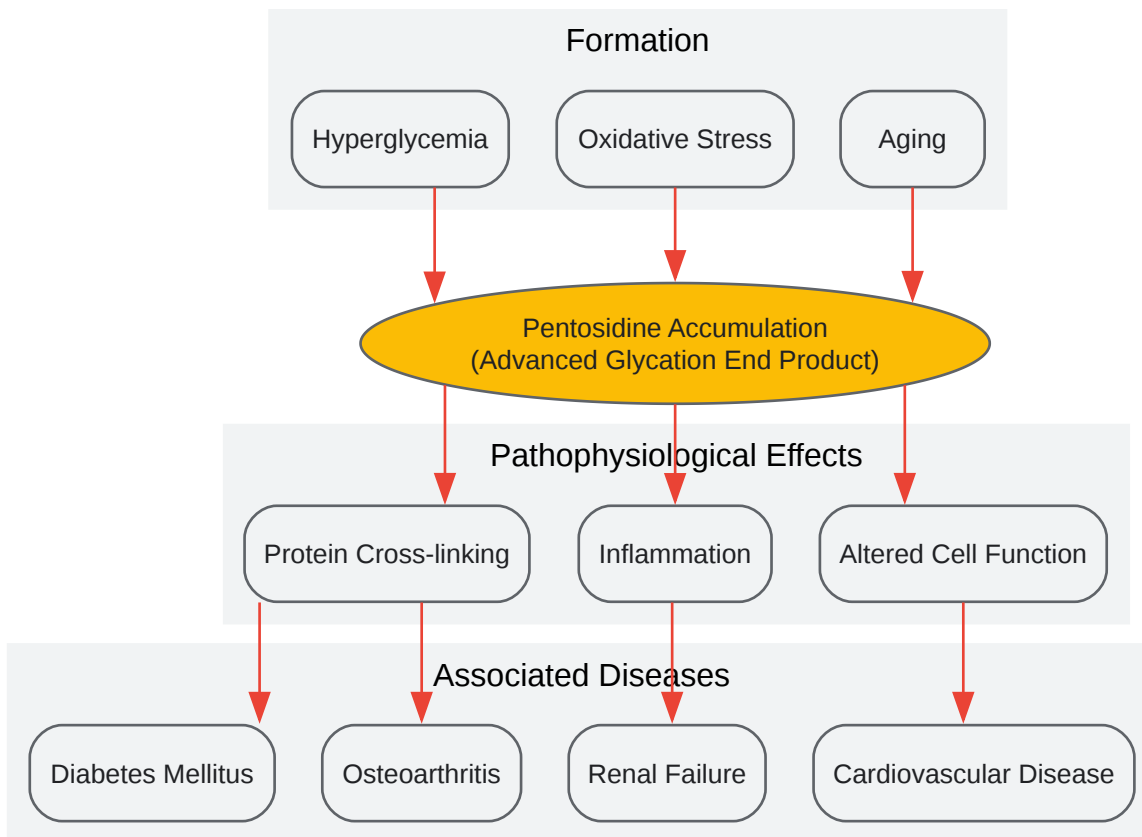 Formation
Hyperglycemia
Oxidative Stress
Aging
Pentosidine Accumulation
(Advanced Glycation End Product)
Pathophysiological Effects
Protein Cross-linking
Inflammation
Altered Cell Function
Associated Diseases
Diabetes Mellitus
Osteoarthritis
Renal Failure
Cardiovascular Disease